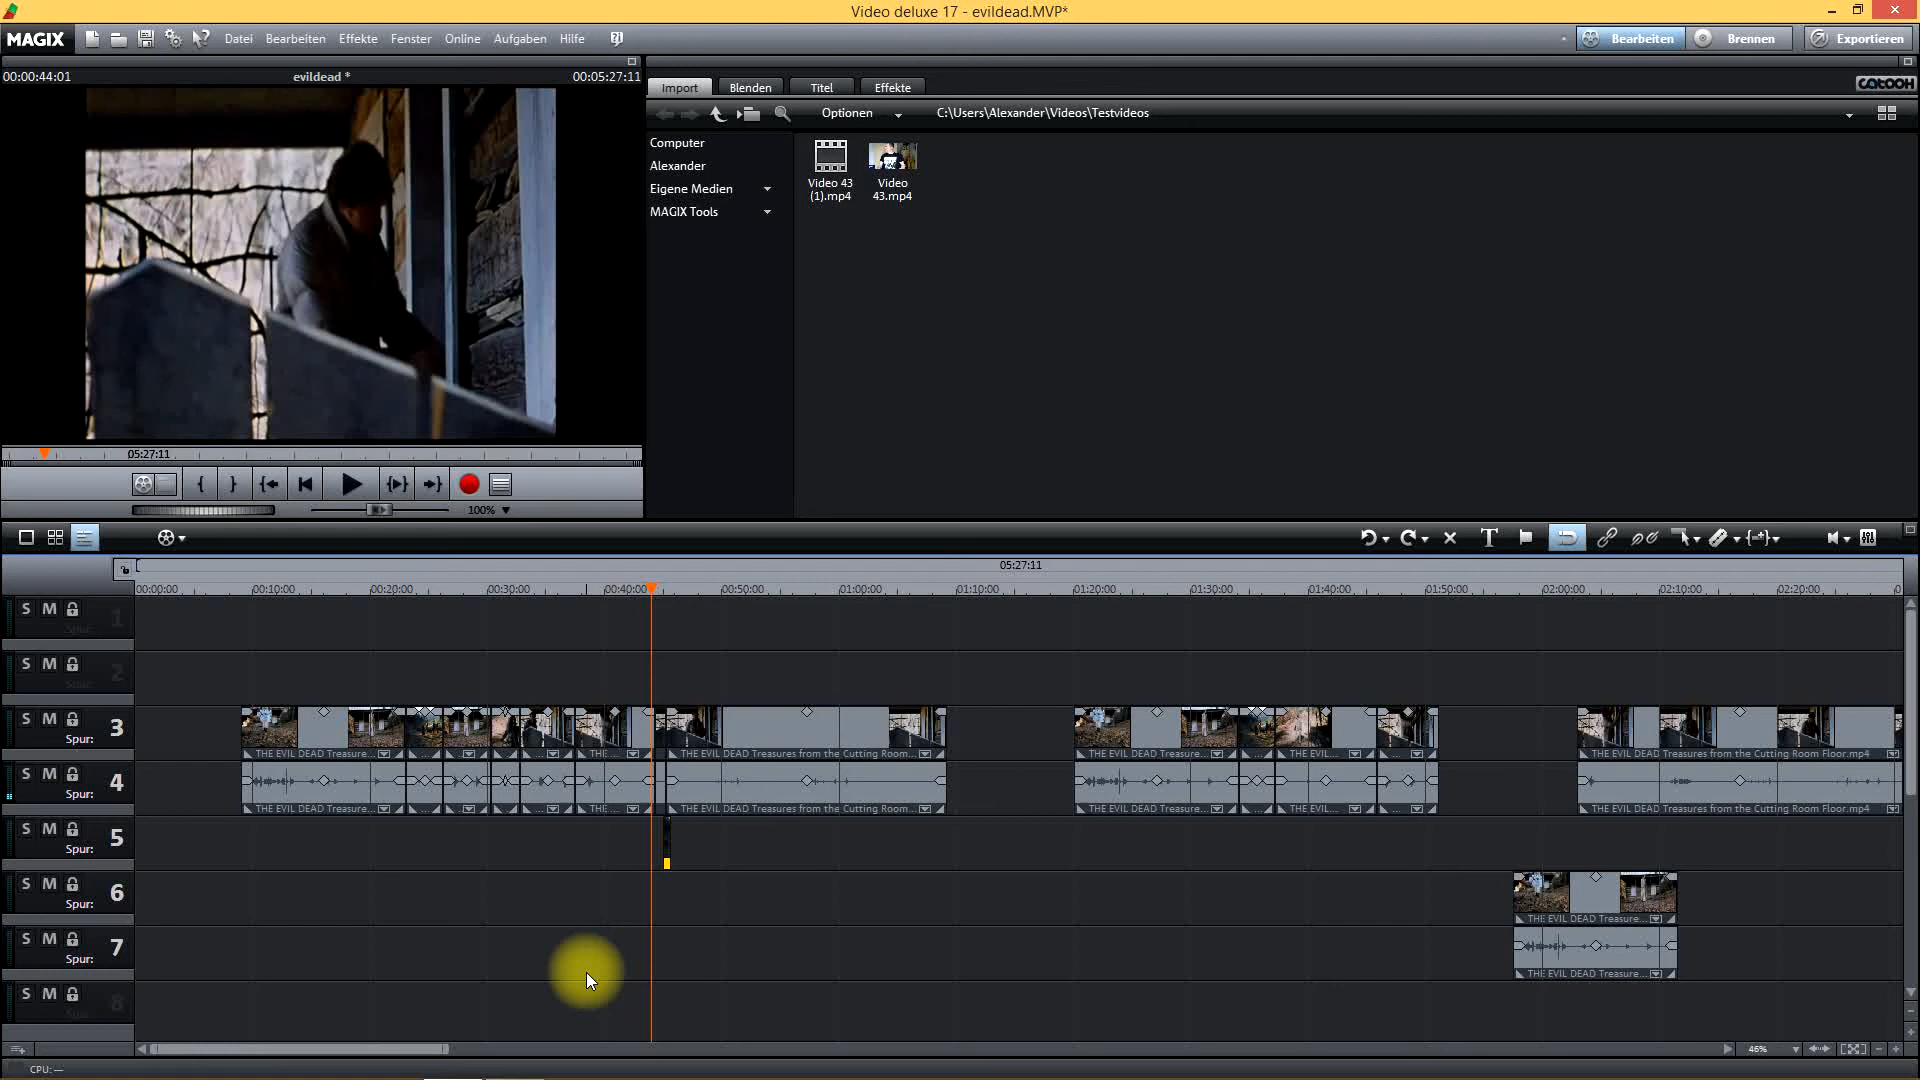 Video deluxe 17 - evildead.MVP*
MAGIX
Datei Bearbeiten Effekte Fenster Online Aufgaben Hilfe
Bearbeiten Brennen Exportieren
00:00:44:01 evildead * 00:05:27:11
Import Blenden Titel Effekte
catooh
Optionen C:\Users\Alexander\Videos\Testvideos
Computer
Alexander
Eigene Medien
MAGIX Tools
Video 43
(1).mp4
Video
43.mp4
05:27:11
100%
05:27:11
00:00:00 00:10:00 00:20:00 00:30:00 00:40:00 00:50:00 01:00:00 01:10:00 01:20:00 01:30:00 01:40:00 01:50:00 02:00:00 02:10:00 02:20:00 0
S M 1
Spur:
S M 2
Spur:
S M 3
Spur:
THE EVIL DEAD Treasure... ... ... ... ... THE ... THE EVIL DEAD Treasures from the Cutting Room... THE EVIL DEAD Treasure... ... THE EVIL... ... THE EVIL DEAD Treasures from the Cutting Room Floor.mp4
S M 4
Spur:
THE EVIL DEAD Treasure... ... ... ... ... THE ... THE EVIL DEAD Treasures from the Cutting Room... THE EVIL DEAD Treasure... ... THE EVIL... ... THE EVIL DEAD Treasures from the Cutting Room Floor.mp4
S M 5
Spur:
S M 6
Spur:
THE EVIL DEAD Treasure...
S M 7
Spur:
THE EVIL DEAD Treasure...
S M 8
Spur:
46%
CPU: —